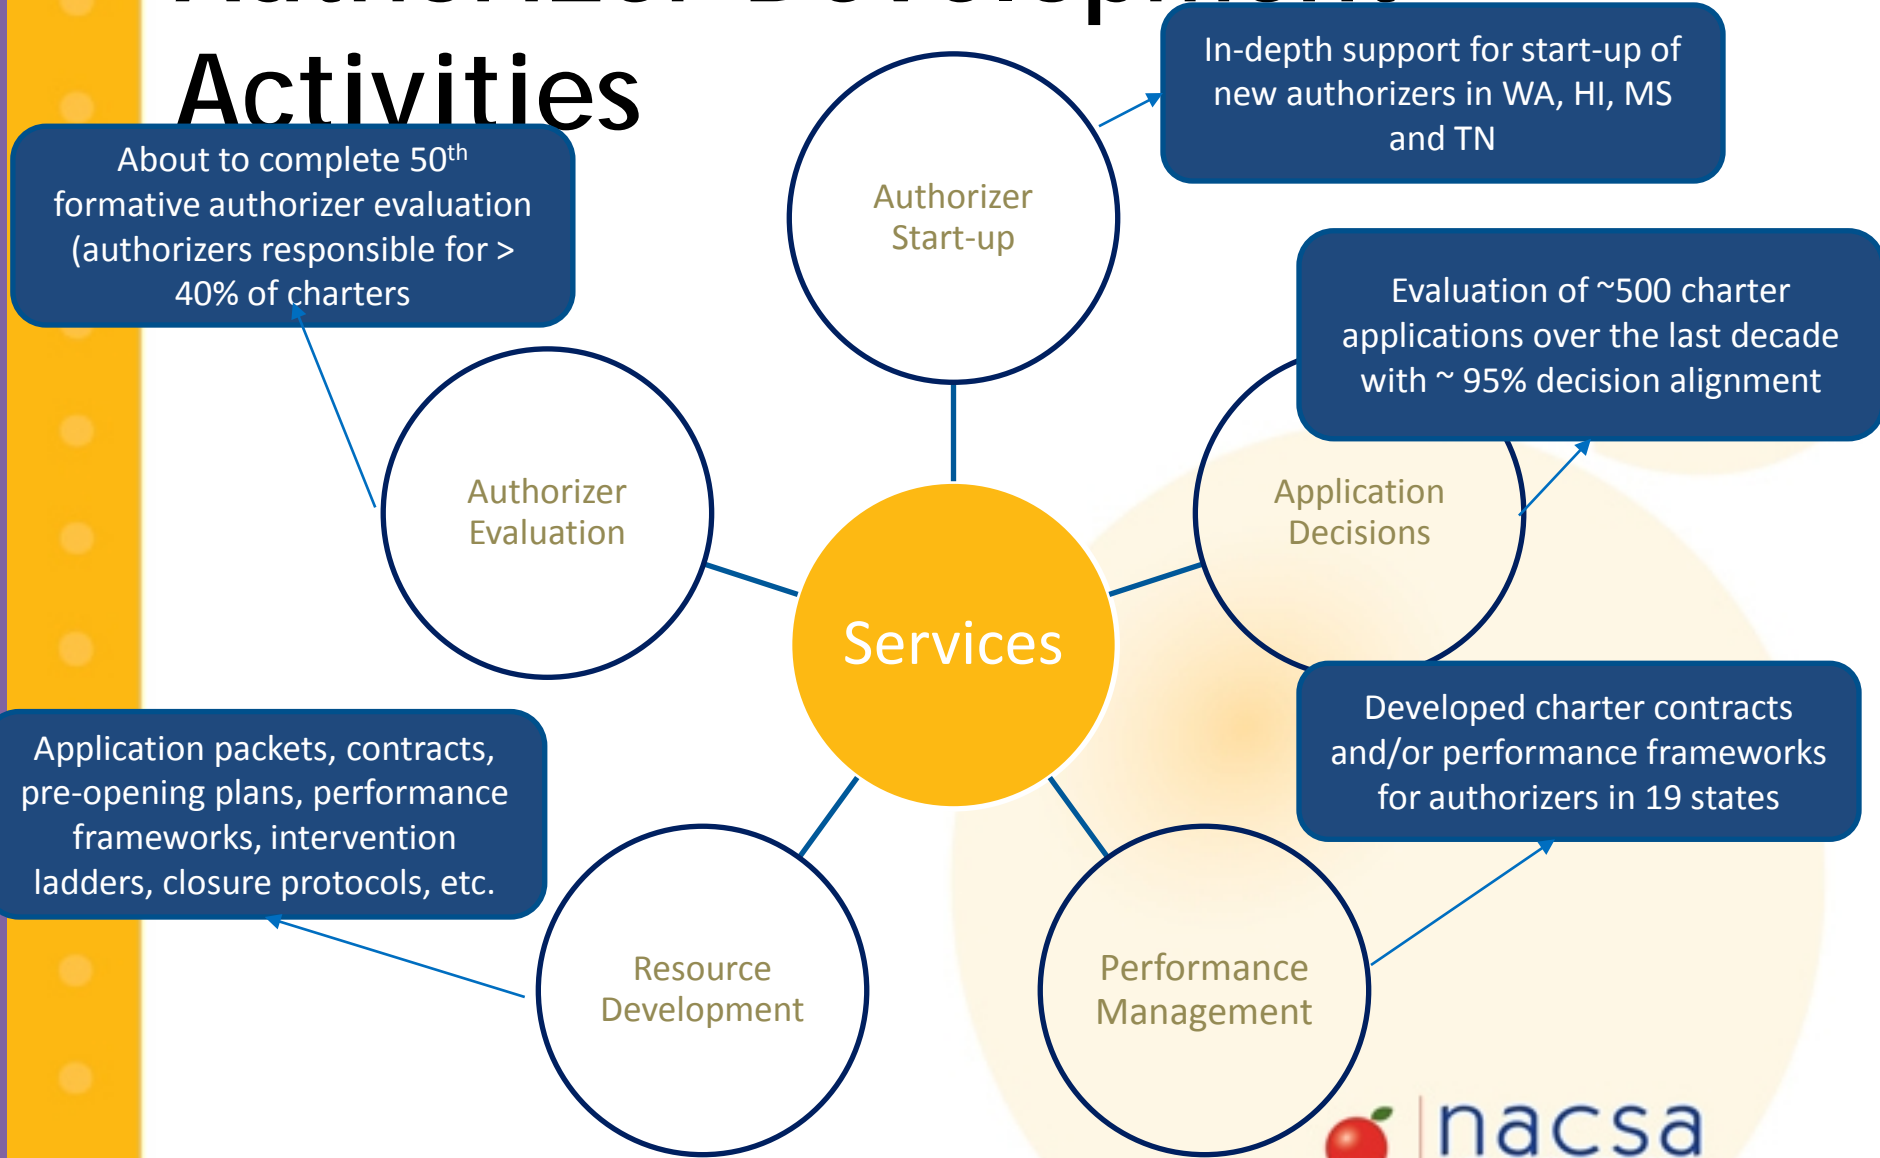 Authorizer Development
Activities
In-depth support for start-up of
new authorizers in WA, HI, MS
and TN
About to complete 50th
formative authorizer evaluation
(authorizers responsible for >
40% of charters
Authorizer
Start-up
Evaluation of ~500 charter
applications over the last decade
with ~ 95% decision alignment
Authorizer
Evaluation
Application
Decisions
Services
Application packets, contracts,
pre-opening plans, performance
frameworks, intervention
ladders, closure protocols, etc.
Developed charter contracts
and/or performance frameworks
for authorizers in 19 states
Resource
Development
Performance
Management
nacsa